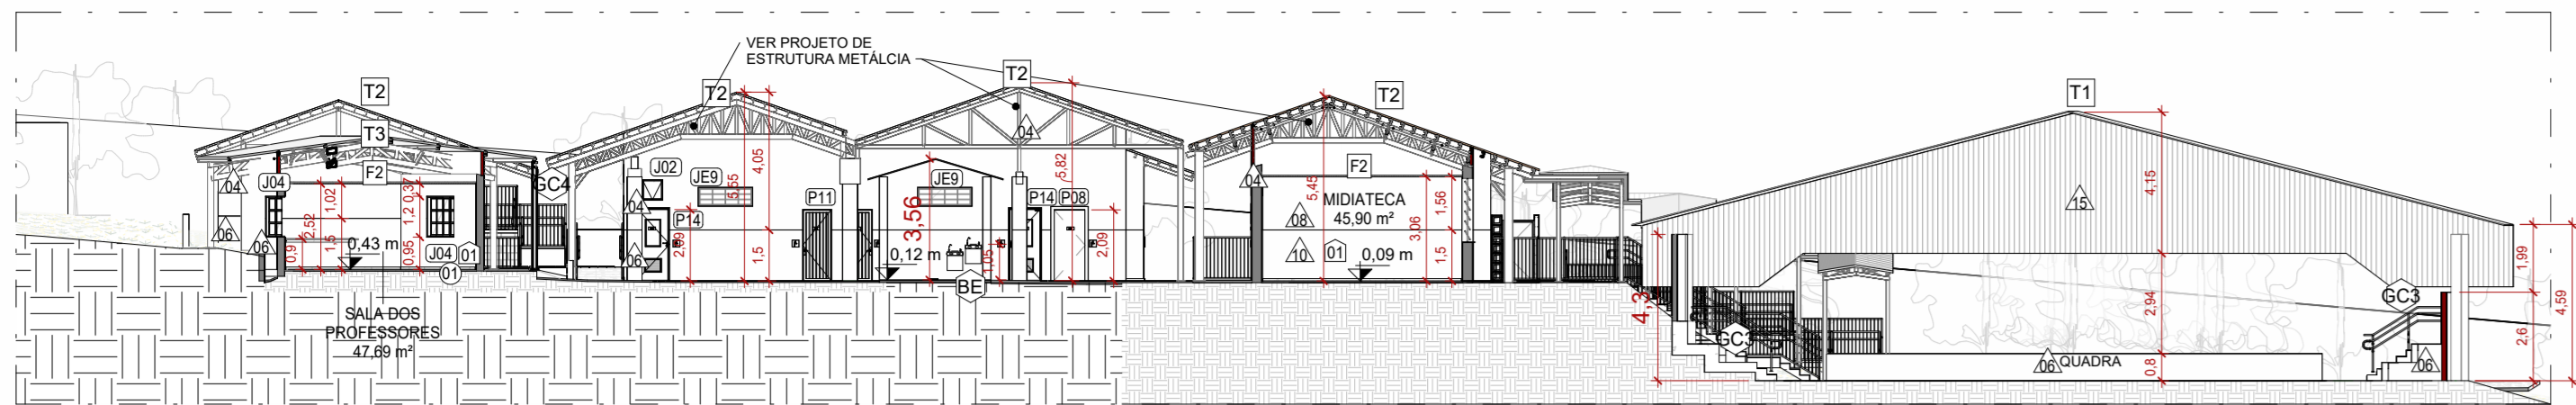 VER PROJETO DE
ESTRUTURA METÁLCIA
T2
T3
F2
J04
04
06
06
0,9
2,52
1,02
1,5
0,43 m
0,37
1,2
0,95
J04
01
01
GC4
SALA DOS
PROFESSORES
47,69 m²
T2
J02
JE9
04
P14
06
2,09
5,55
4,05
1,5
P11
T2
04
5,82
3,56
JE9
0,12 m
BE
1,05
P14
P08
2,09
T2
04
5,45
F2
MIDIATECA
45,90 m²
08
10
01
0,09 m
3,06
1,56
1,5
T1
15
4,15
2,94
0,8
4,3
GC3
06
QUADRA
GC3
06
1,99
2,6
4,59